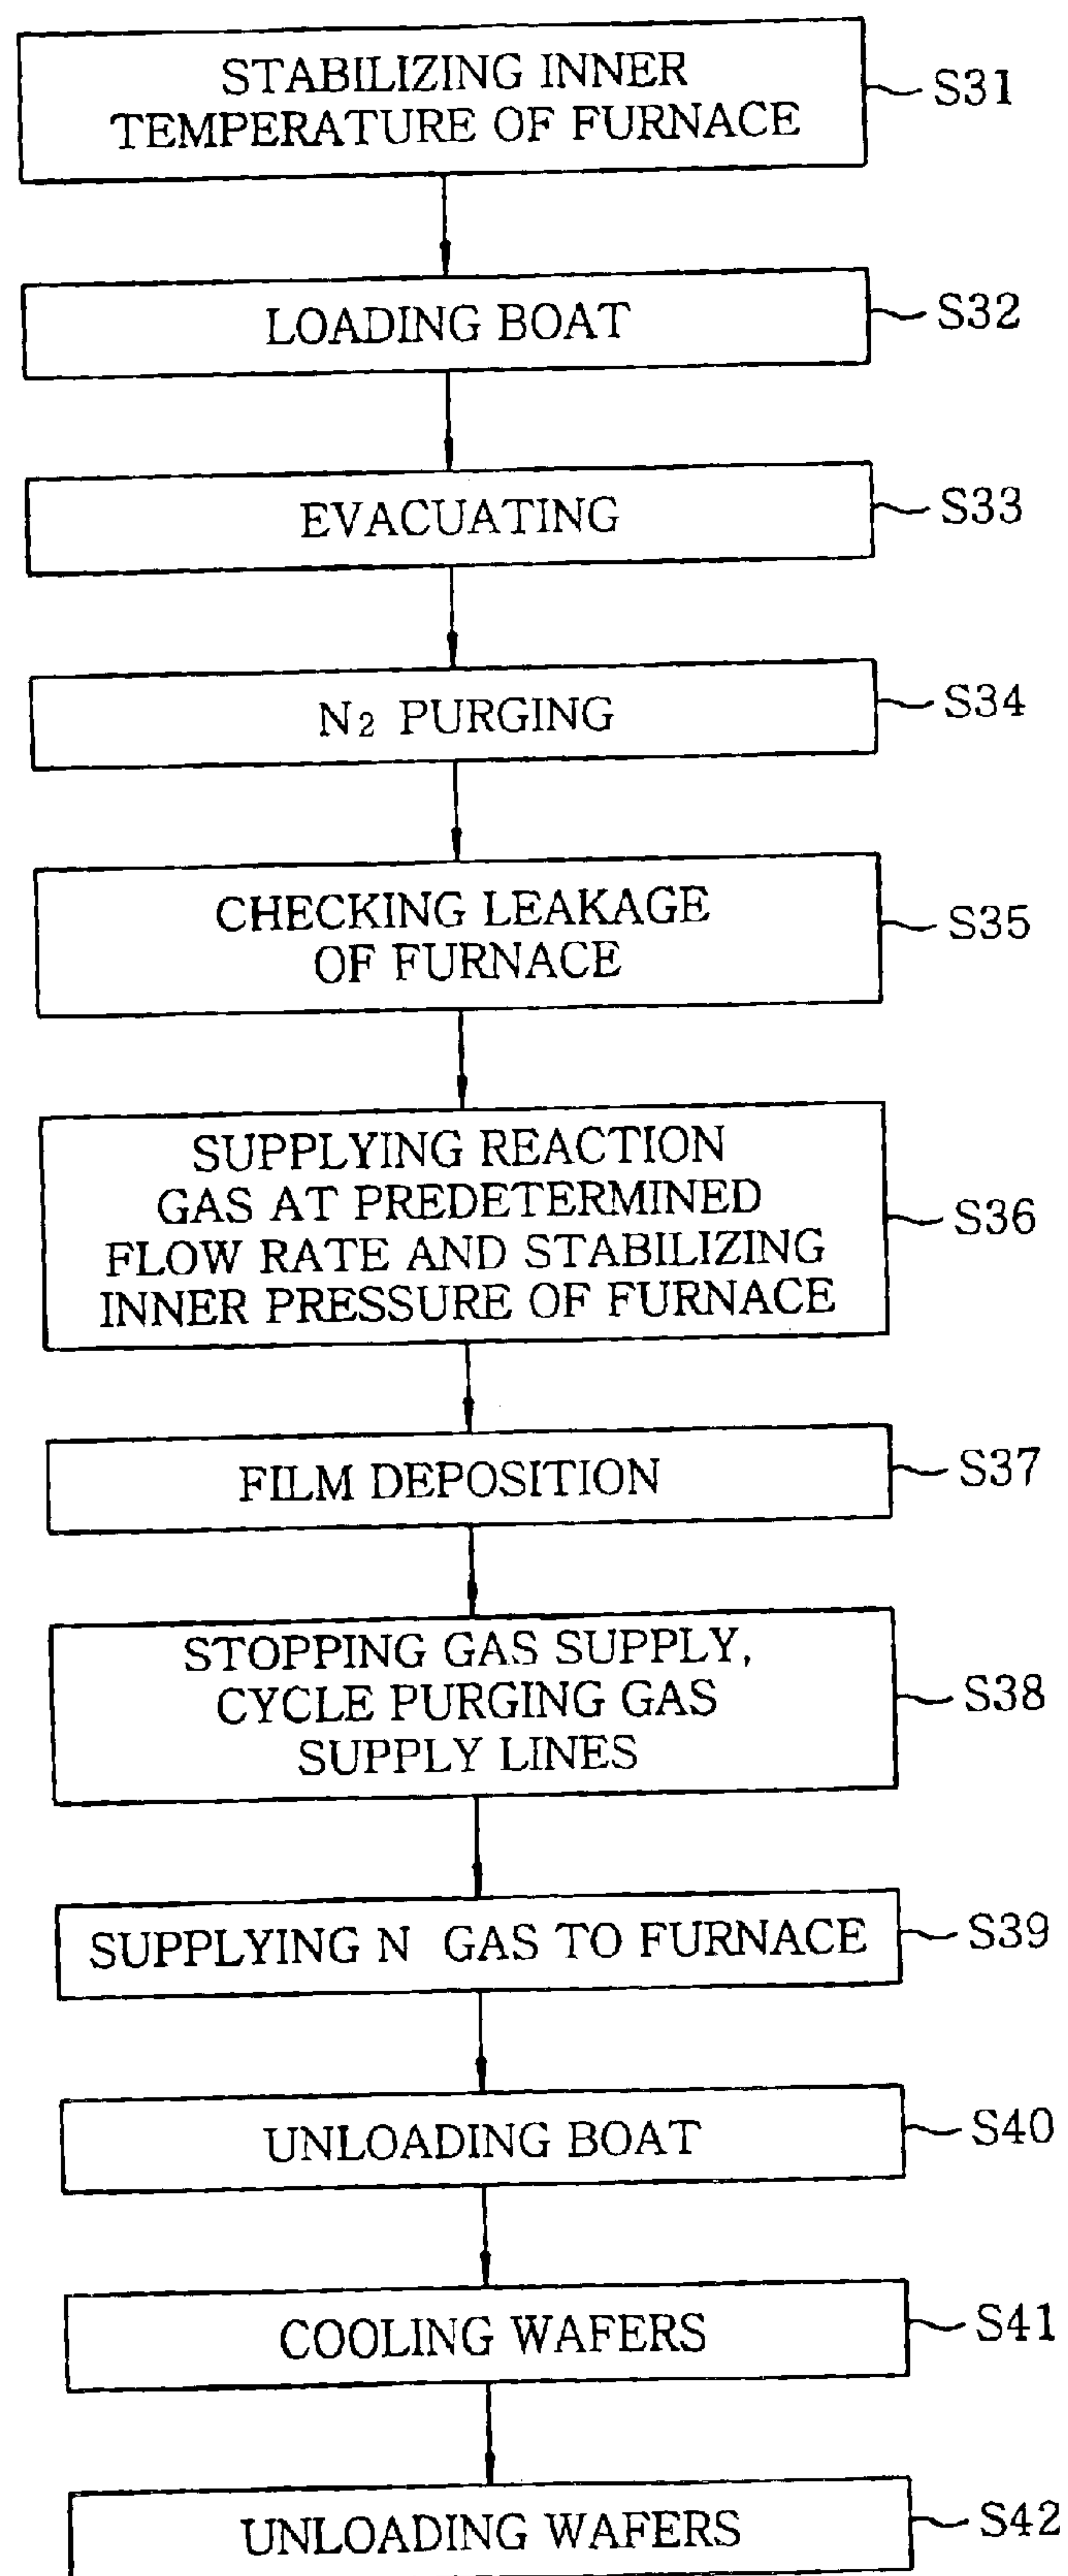 STABILIZING INNER
TEMPERATURE OF FURNACE
S31
LOADING BOAT
S32
EVACUATING
S33
N2 PURGING
S34
CHECKING LEAKAGE
OF FURNACE
S35
SUPPLYING REACTION
GAS AT PREDETERMINED
FLOW RATE AND STABILIZING
INNER PRESSURE OF FURNACE
S36
FILM DEPOSITION
S37
STOPPING GAS SUPPLY,
CYCLE PURGING GAS
SUPPLY LINES
S38
SUPPLYING N GAS TO FURNACE
S39
UNLOADING BOAT
S40
COOLING WAFERS
S41
UNLOADING WAFERS
S42